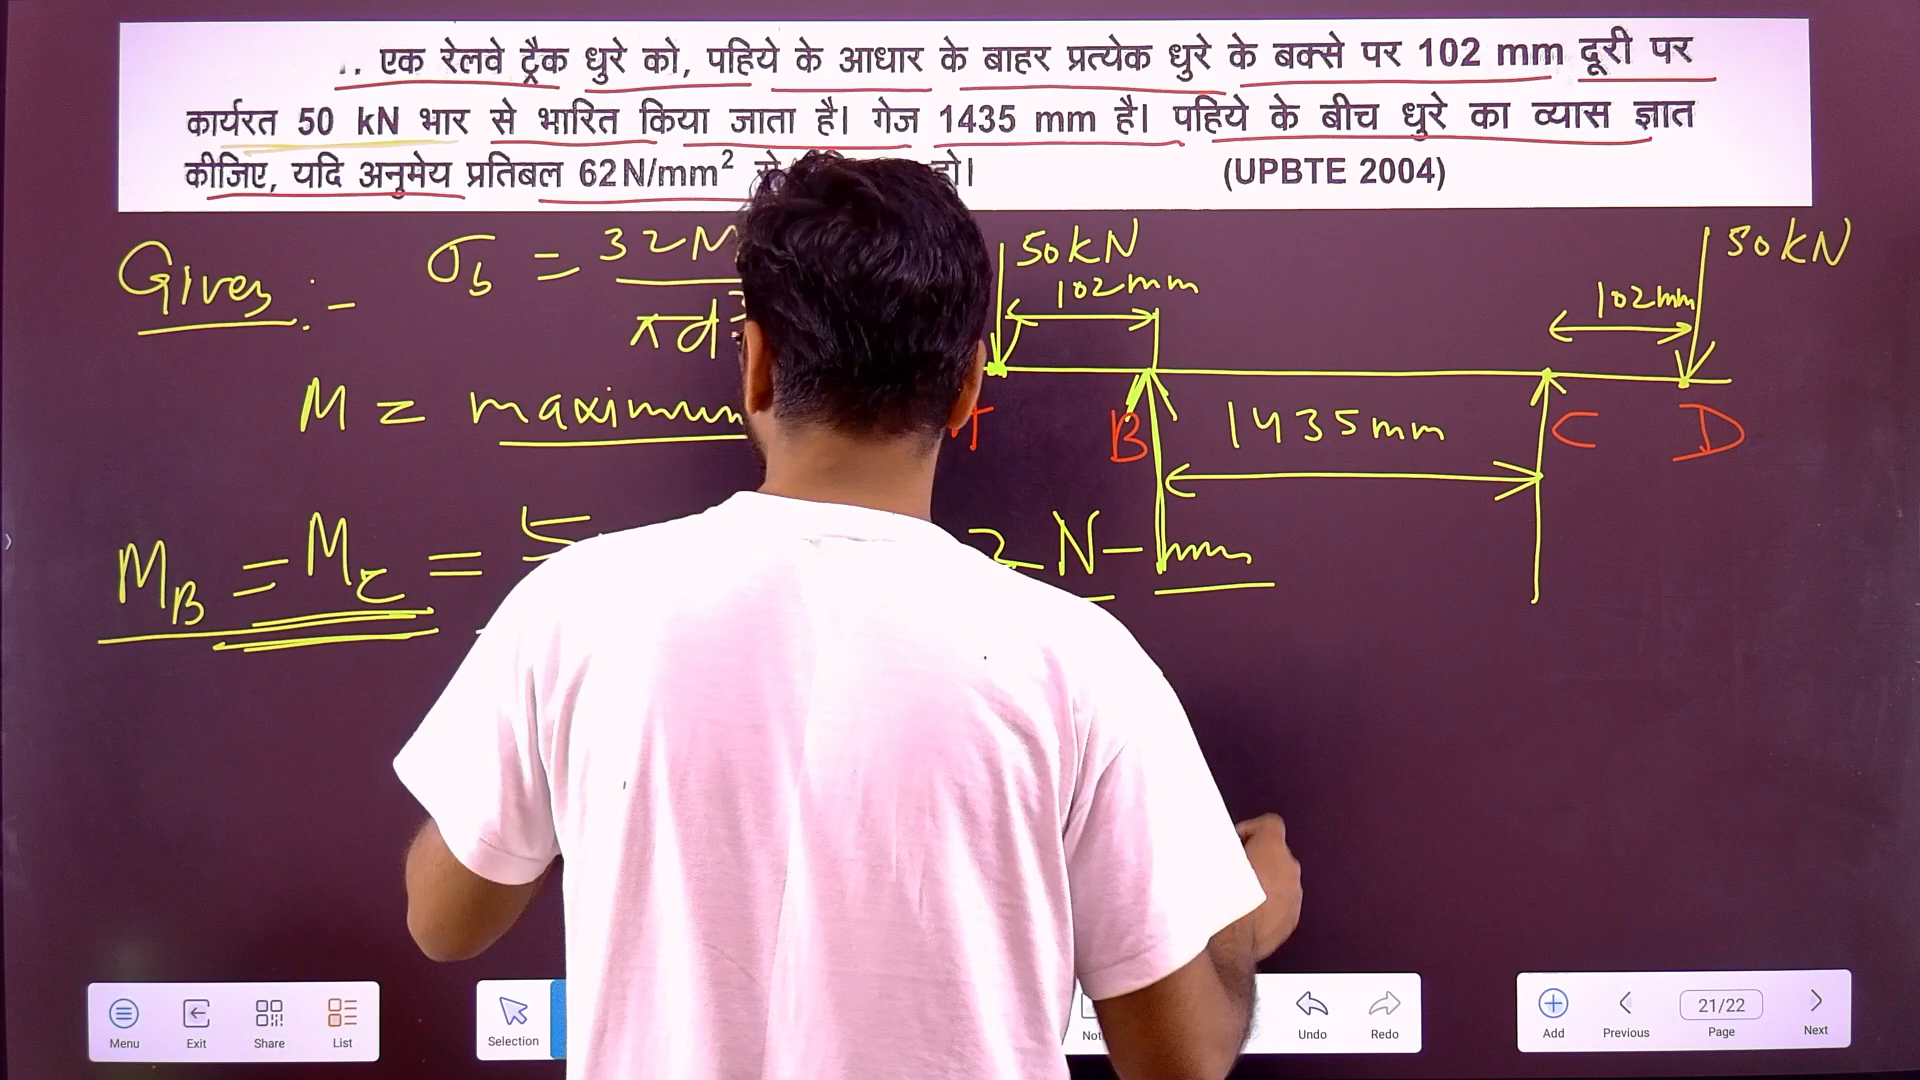 .. एक रेलवे ट्रैक धुरे को, पहिये के आधार के बाहर प्रत्येक धुरे के बक्से पर 102 mm दूरी पर
कार्यरत 50 kN भार से भारित किया जाता है। गेज 1435 mm है। पहिये के बीच धुरे का व्यास ज्ञात
कीजिए, यदि अनुमेय प्रतिबल 62 N/mm² हो।
(UPBTE 2004)
Given :-
σb = 32M
πd³
M = maximum
MB = MC = 5
2 N-mm
50kN
102mm
50kN
102mm
B
1435mm
C
D
Menu
Exit
Share
List
Selection
Undo
Redo
Add
Previous
21/22
Page
Next